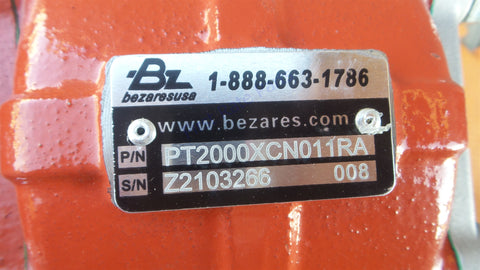 BZ
bezaresusa
1-888-663-1786
www.bezares.com
P/N PT2000XCN011RA
S/N Z2103266 008